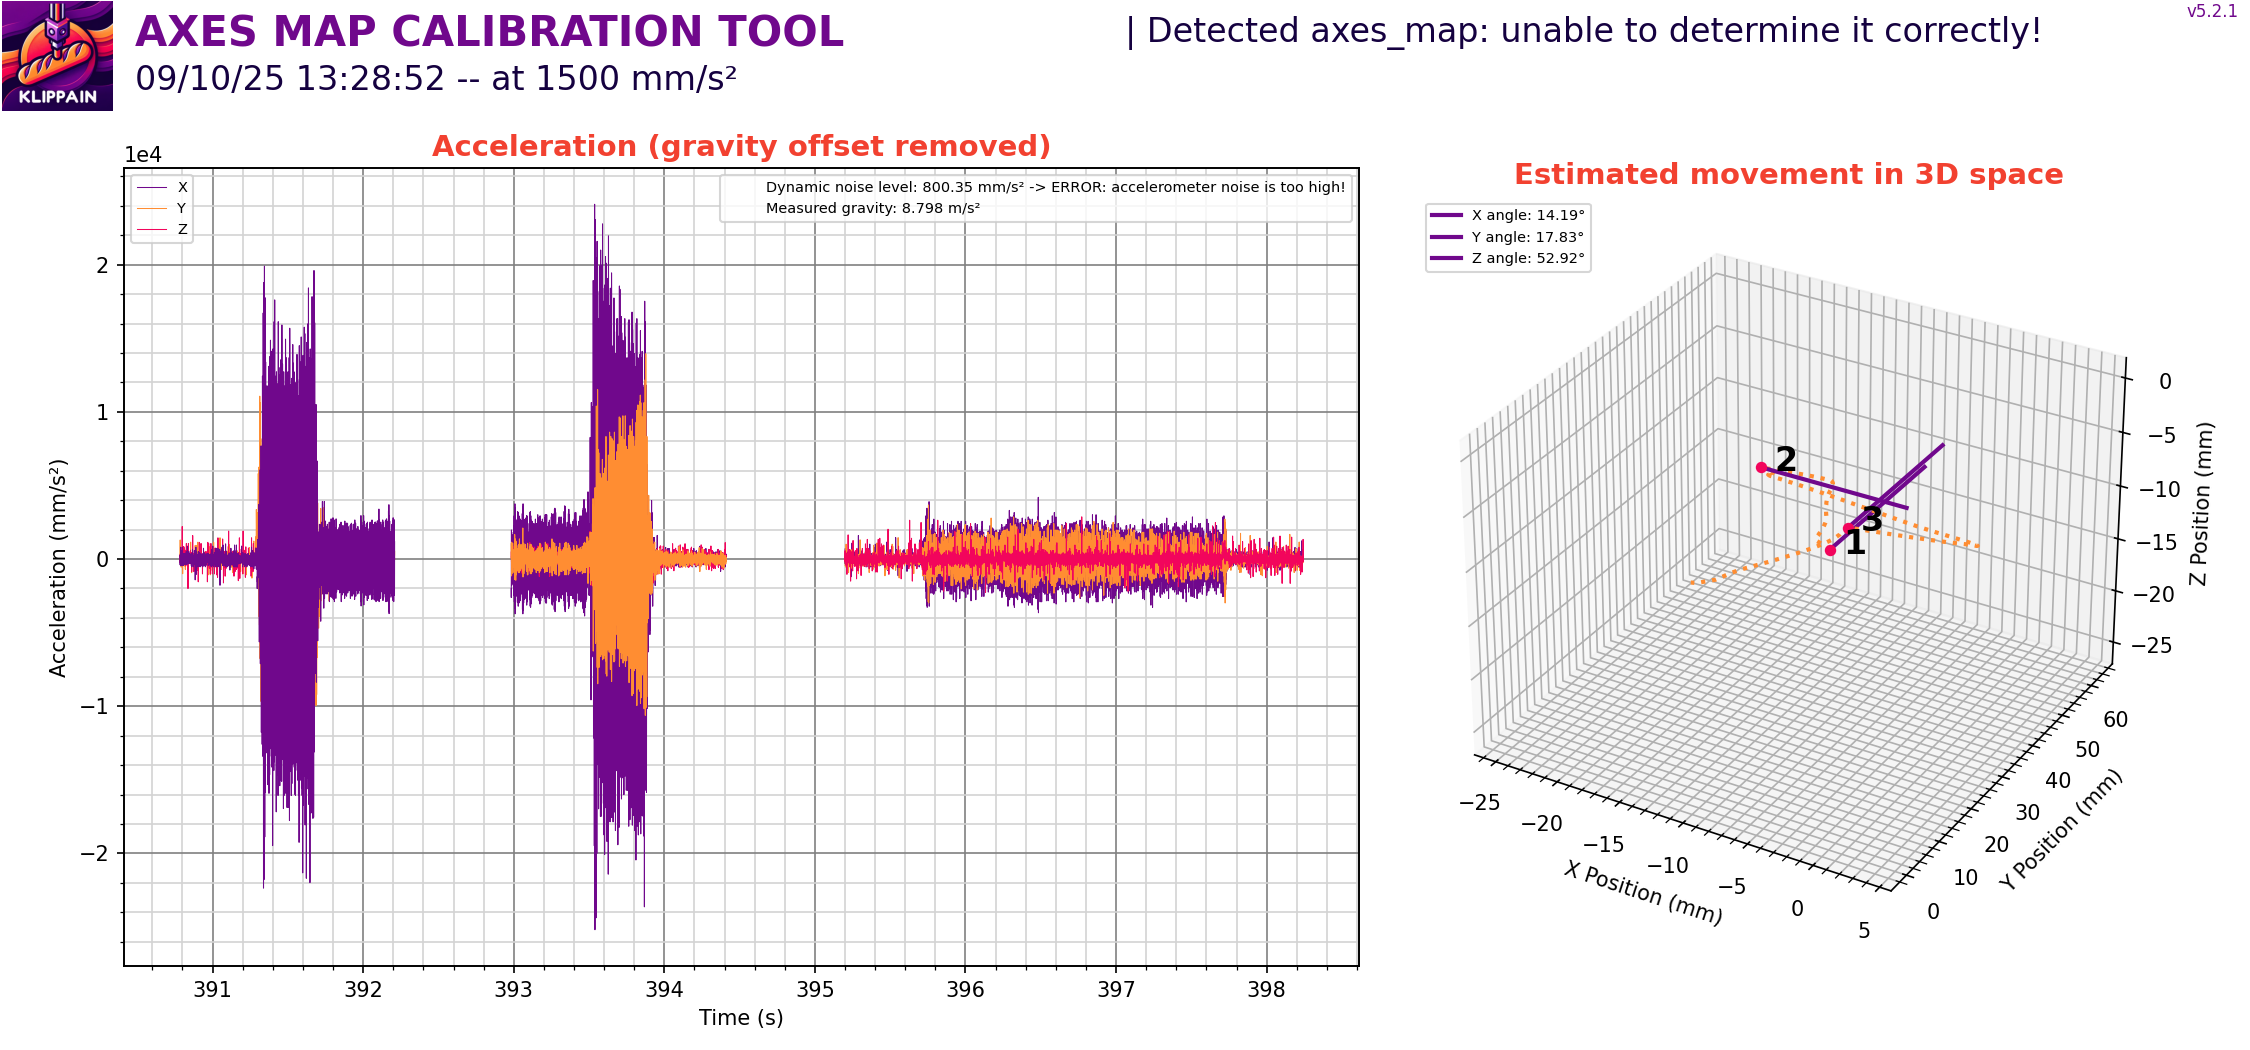 KLIPPAIN
AXES MAP CALIBRATION TOOL
09/10/25 13:28:52 -- at 1500 mm/s²
| Detected axes_map: unable to determine it correctly!
v5.2.1
Acceleration (gravity offset removed)
1e4
X
Y
Z
Dynamic noise level: 800.35 mm/s² -> ERROR: accelerometer noise is too high!
Measured gravity: 8.798 m/s²
2
1
0
−1
−2
Acceleration (mm/s²)
391 392 393 394 395 396 397 398
Time (s)
Estimated movement in 3D space
X angle: 14.19°
Y angle: 17.83°
Z angle: 52.92°
2
3
1
0
−5
−10
−15
−20
−25
Z Position (mm)
60
50
40
30
20
10
0
Y Position (mm)
−25
−20
−15
−10
−5
0
5
X Position (mm)